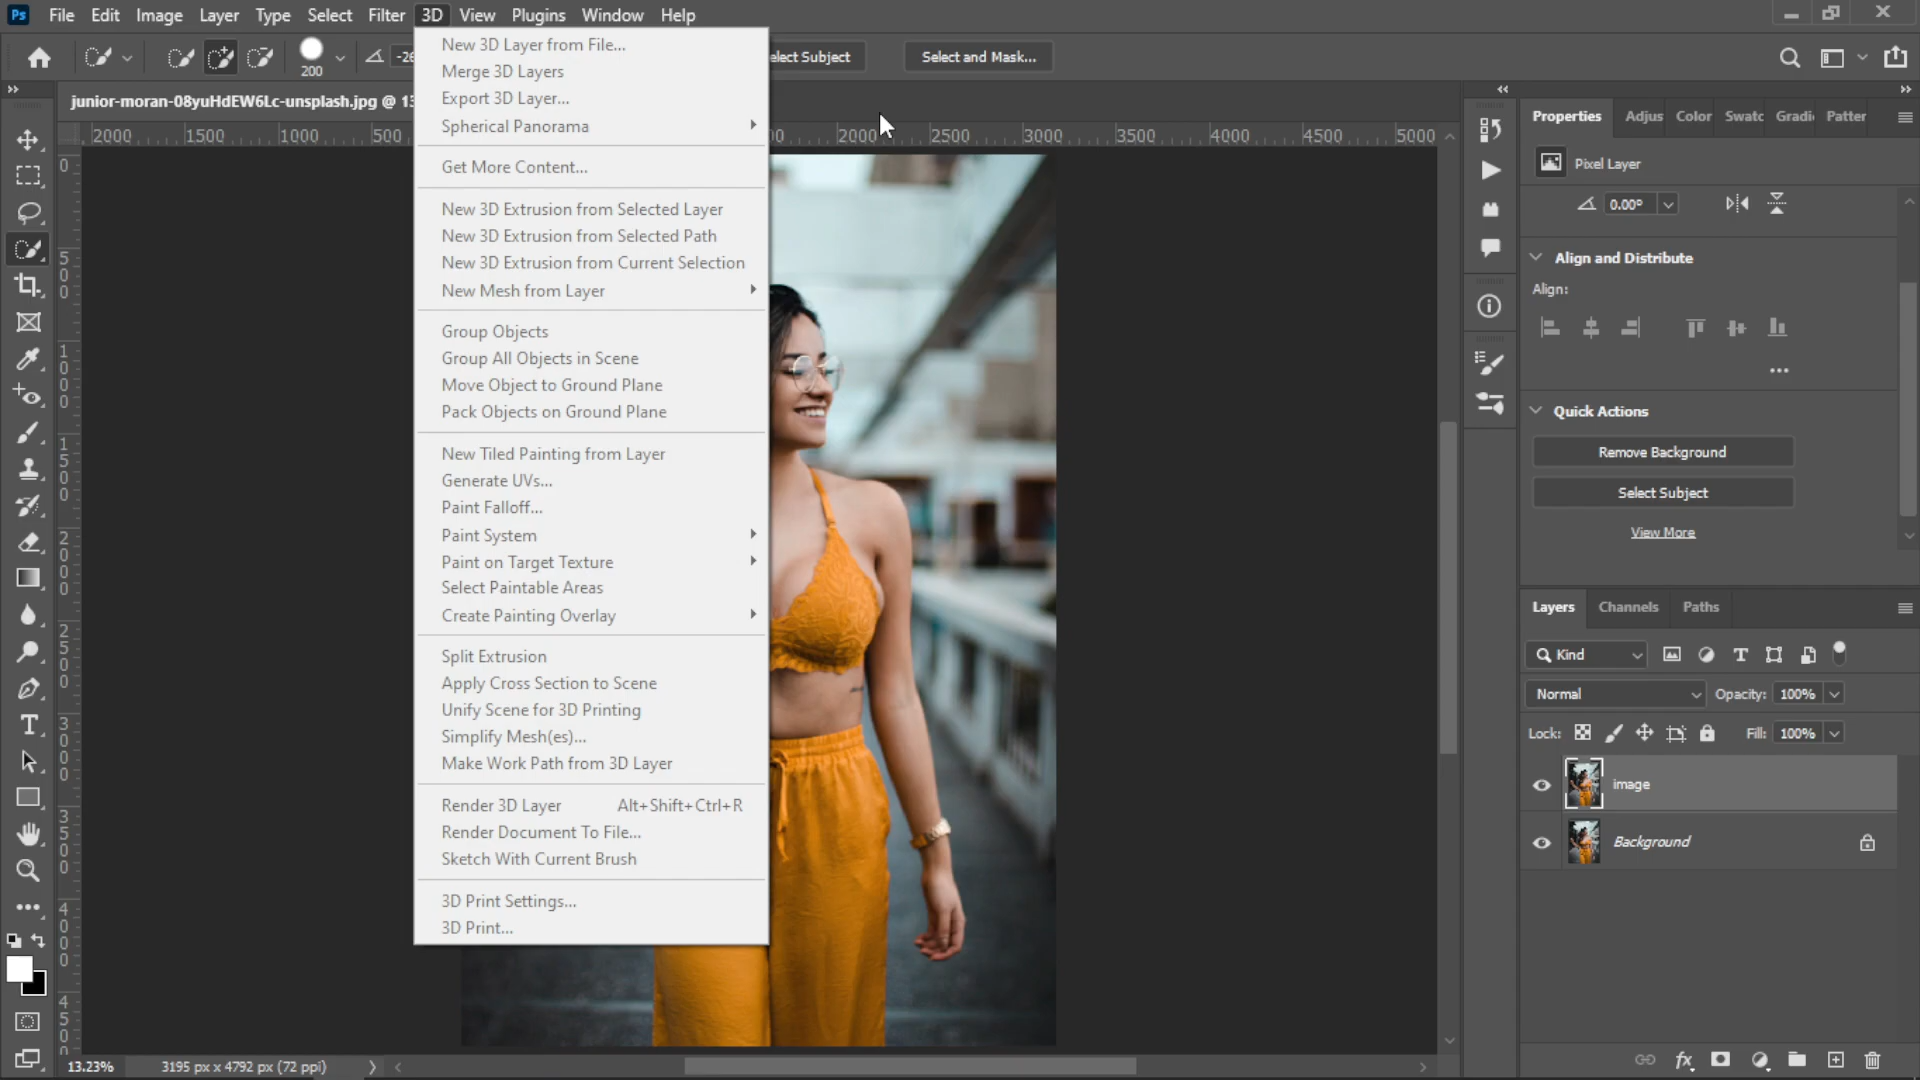 Ps File Edit Image Layer Type Select Filter 3D View Plugins Window Help
200
Select and Mask...
junior-moran-08yuHdEW6Lc-unsplash.jpg @
2000 1500 1000 500 2000 2500 3000 3500 4000 4500 5000
0
500
1000
1500
2000
2500
3000
3500
4000
4500
New 3D Layer from File...
Merge 3D Layers
Export 3D Layer...
Spherical Panorama
Get More Content...
New 3D Extrusion from Selected Layer
New 3D Extrusion from Selected Path
New 3D Extrusion from Current Selection
New Mesh from Layer
Group Objects
Group All Objects in Scene
Move Object to Ground Plane
Pack Objects on Ground Plane
New Tiled Painting from Layer
Generate UVs...
Paint Falloff...
Paint System
Paint on Target Texture
Select Paintable Areas
Create Painting Overlay
Split Extrusion
Apply Cross Section to Scene
Unify Scene for 3D Printing
Simplify Mesh(es)...
Make Work Path from 3D Layer
Render 3D Layer Alt+Shift+Ctrl+R
Render Document To File...
Sketch With Current Brush
3D Print Settings...
3D Print...
Properties Adjus Color Swatc Gradi Patter
Pixel Layer
0.00°
Align and Distribute
Align:
Quick Actions
Remove Background
Select Subject
View More
Layers Channels Paths
Kind
Normal Opacity: 100%
Lock: Fill: 100%
image
Background
13.23% 3195 px x 4792 px (72 ppi)